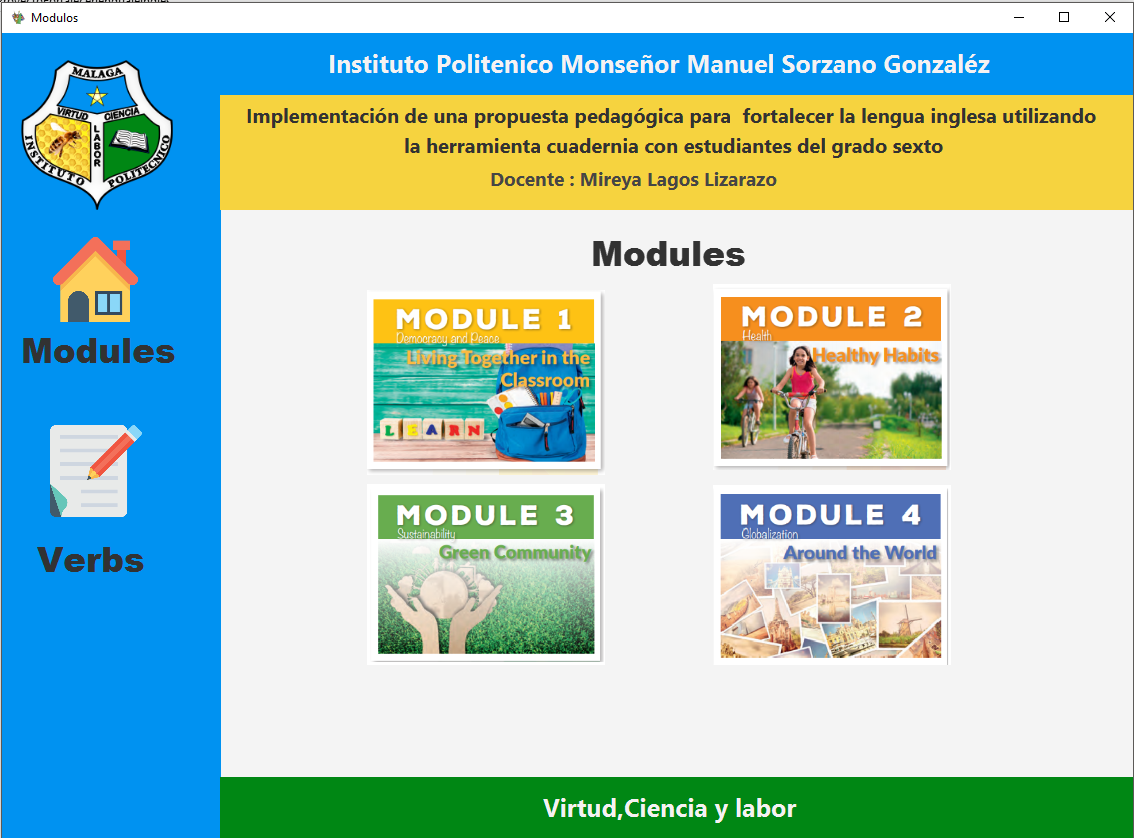 Modulos
MALAGA
VIRTUD CIENCIA
LABOR
INSTITUTO POLITECNICO
Instituto Politenico Monseñor Manuel Sorzano Gonzaléz
Implementación de una propuesta pedagógica para  fortalecer la lengua inglesa utilizando
la herramienta cuadernia con estudiantes del grado sexto
Docente : Mireya Lagos Lizarazo
Modules
Verbs
Modules
MODULE 1
Democracy and Peace
Living Together in the
Classroom
LEARN
MODULE 2
Health
Healthy Habits
MODULE 3
Sustainability
Green Community
MODULE 4
Globalization
Around the World
Virtud,Ciencia y labor